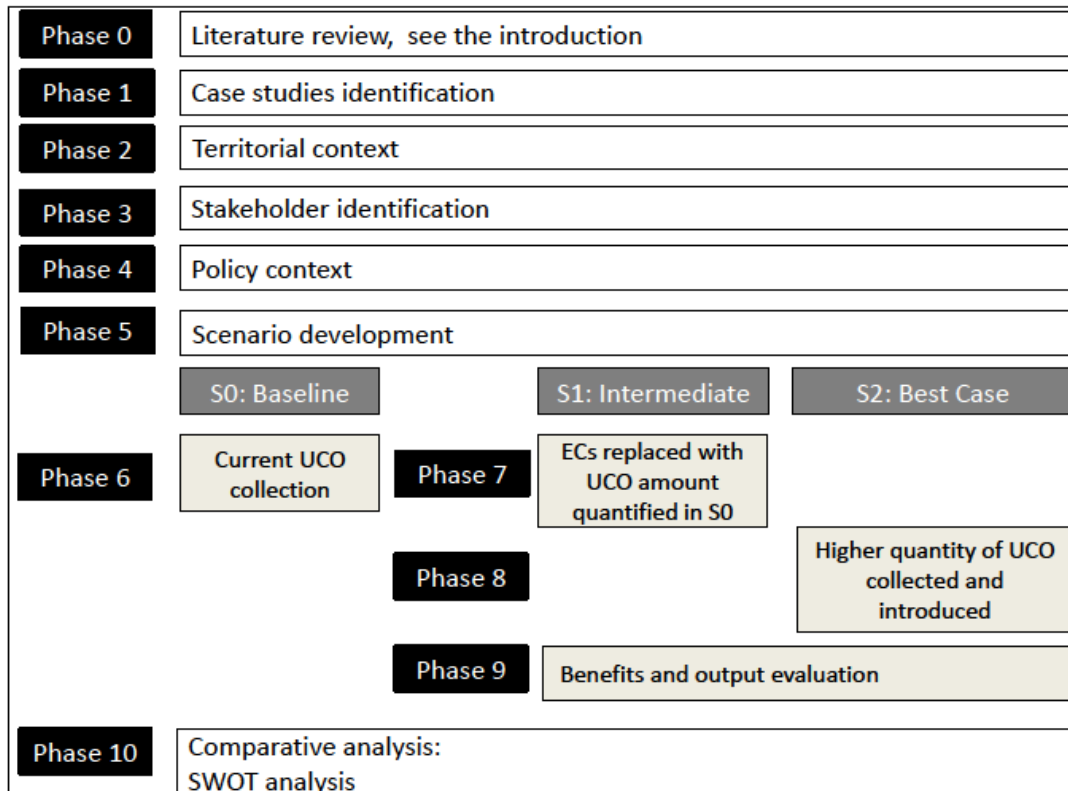 Phase 0
Literature review, see the introduction
Phase 1
Case studies identification
Phase 2
Territorial context
Phase 3
Stakeholder identification
Phase 4
Policy context
Phase 5
Scenario development
S0: Baseline
S1: Intermediate
S2: Best Case
Phase 6
Current UCO
collection
Phase 7
ECs replaced with
UCO amount
quantified in S0
Phase 8
Higher quantity of UCO
collected and
introduced
Phase 9
Benefits and output evaluation
Phase 10
Comparative analysis:
SWOT analysis